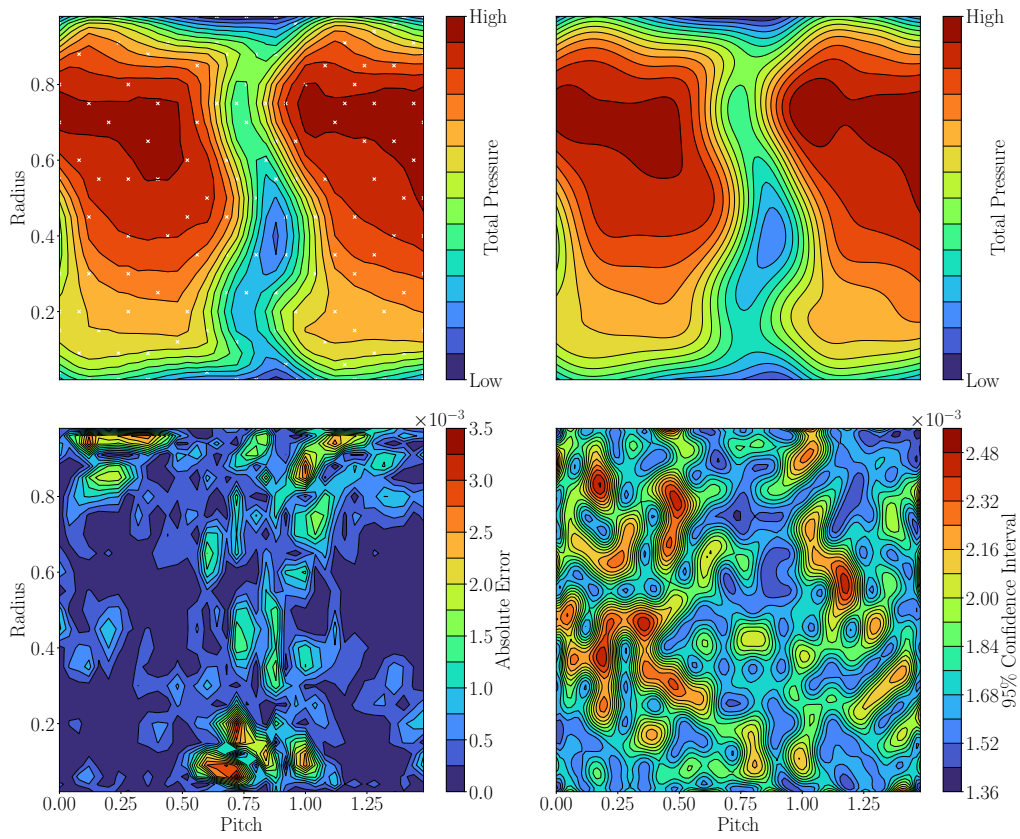 High
High
0.8
0.6
0.4
0.2
Radius
Total Pressure
Total Pressure
Low
Low
×10−3
×10−3
3.5
3.0
2.5
2.0
1.5
1.0
0.5
0.0
Absolute Error
2.48
2.32
2.16
2.00
1.84
1.68
1.52
1.36
95% Confidence Interval
0.8
0.6
0.4
0.2
Radius
0.00 0.25 0.50 0.75 1.00 1.25
0.00 0.25 0.50 0.75 1.00 1.25
Pitch
Pitch